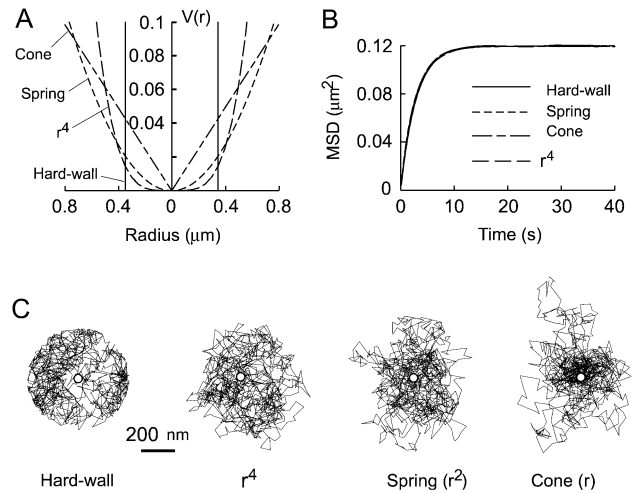 A
V(r)
0.1
0.08
0.06
0.04
Cone
Spring
r⁴
Hard-wall
0.8 0.4 0 0.4 0.8
Radius (μm)
B
0.12
0.08
0.04
0
MSD (μm²)
Hard-wall
Spring
Cone
r⁴
0 10 20 30 40
Time (s)
C
200 nm
Hard-wall
r⁴
Spring (r²)
Cone (r)